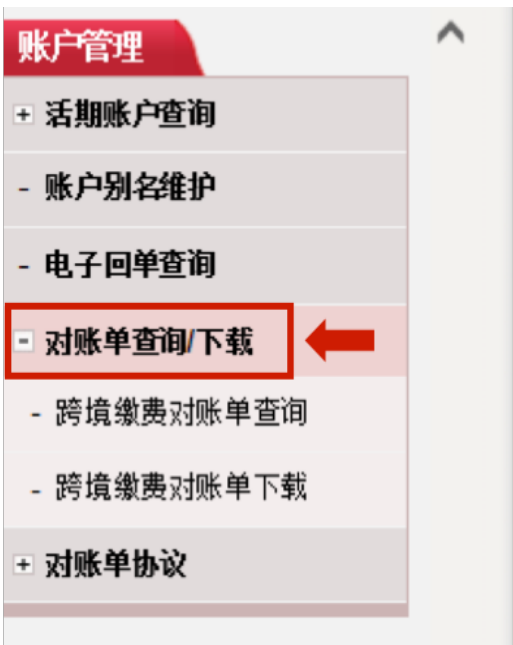 账户管理
活期账户查询
- 账户别名维护
- 电子回单查询
对账单查询/下载
- 跨境缴费对账单查询
- 跨境缴费对账单下载
对账单协议